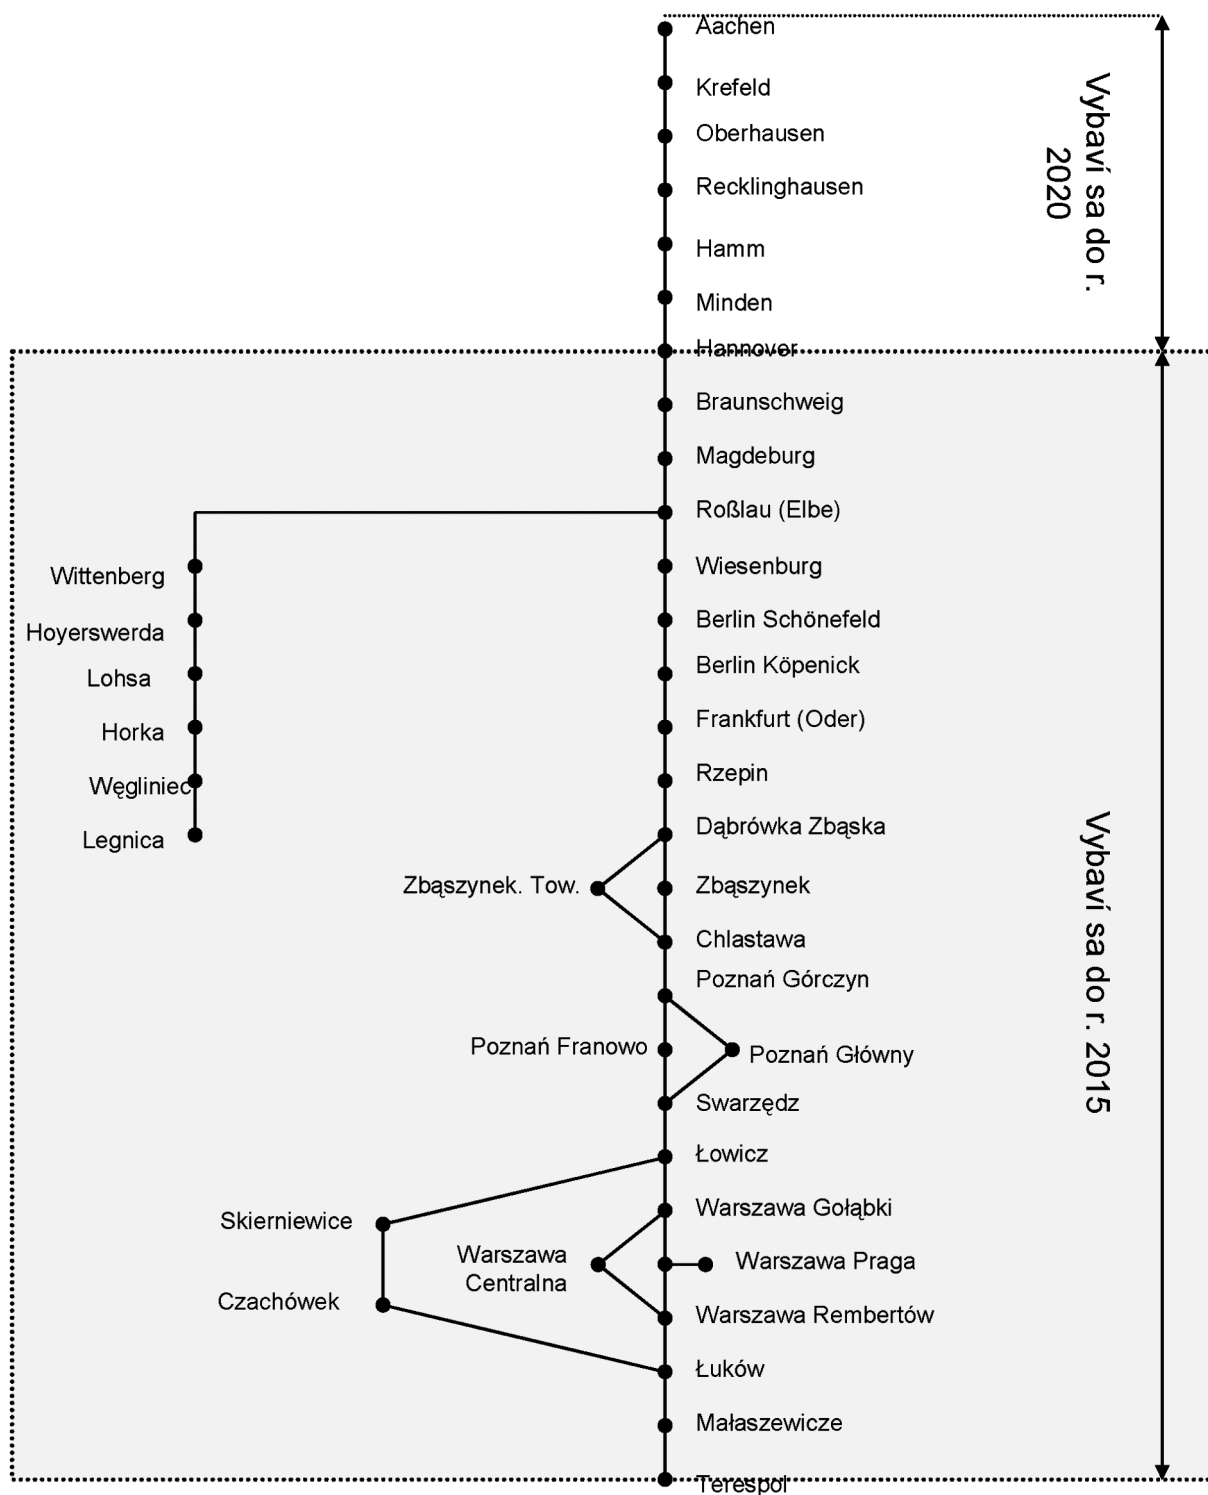 Aachen
Krefeld
Oberhausen
Recklinghausen
Hamm
Minden
Hannover
Vybaví sa do r.
2020
Braunschweig
Magdeburg
Roßlau (Elbe)
Wiesenburg
Berlin Schönefeld
Berlin Köpenick
Frankfurt (Oder)
Rzepin
Dąbrówka Zbąska
Zbąszynek
Chlastawa
Poznań Górczyn
Poznań Franowo
Poznań Główny
Swarzędz
Łowicz
Warszawa Gołąbki
Warszawa Praga
Warszawa Rembertów
Łuków
Małaszewicze
Terespol
Wittenberg
Hoyerswerda
Lohsa
Horka
Węgliniec
Legnica
Zbąszynek. Tow.
Skierniewice
Czachówek
Warszawa
Centralna
Vybaví sa do r. 2015